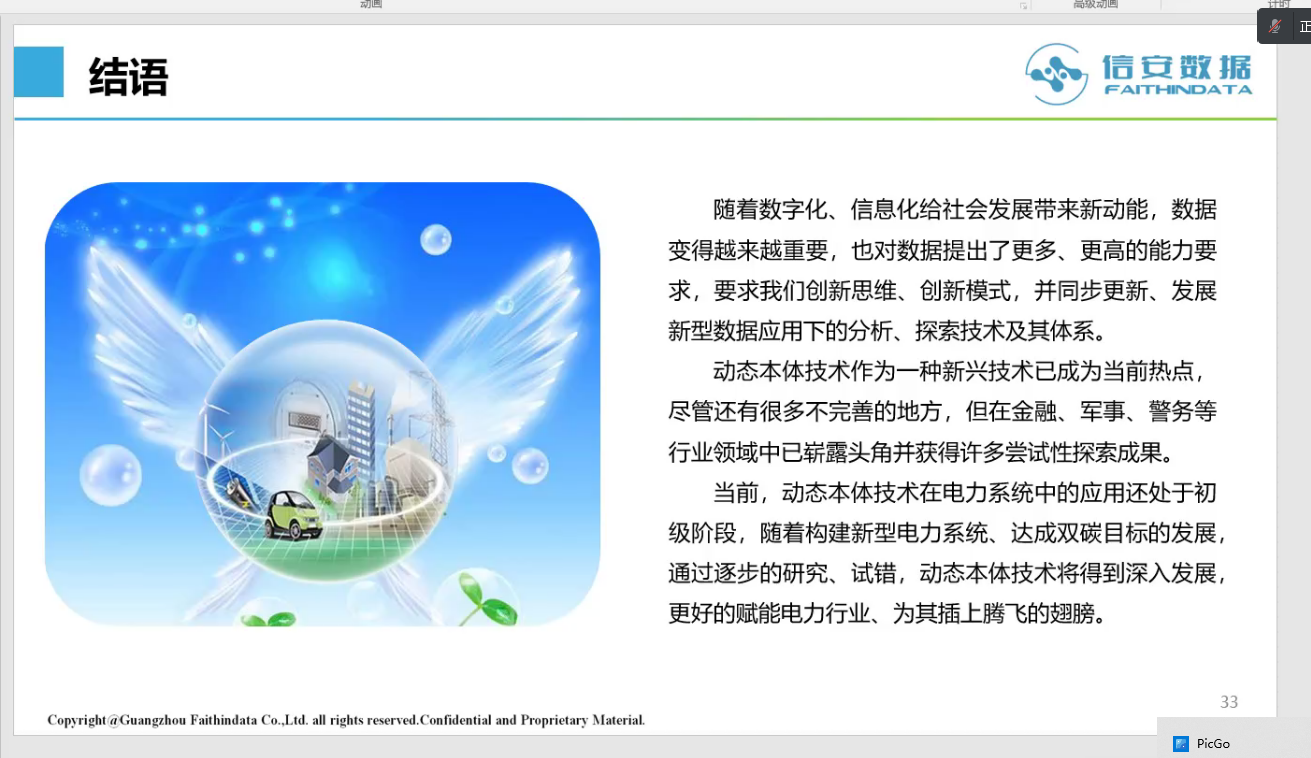 动画
高级动画
计时
正
结语
信安数据
FAITHINDATA
随着数字化、信息化给社会发展带来新动能，数据
变得越来越重要，也对数据提出了更多、更高的能力要
求，要求我们创新思维、创新模式，并同步更新、发展
新型数据应用下的分析、探索技术及其体系。
动态本体技术作为一种新兴技术已成为当前热点，
尽管还有很多不完善的地方，但在金融、军事、警务等
行业领域中已崭露头角并获得许多尝试性探索成果。
当前，动态本体技术在电力系统中的应用还处于初
级阶段，随着构建新型电力系统、达成双碳目标的发展，
通过逐步的研究、试错，动态本体技术将得到深入发展，
更好的赋能电力行业、为其插上腾飞的翅膀。
33
Copyright@Guangzhou Faithindata Co.,Ltd. all rights reserved.Confidential and Proprietary Material.
PicGo